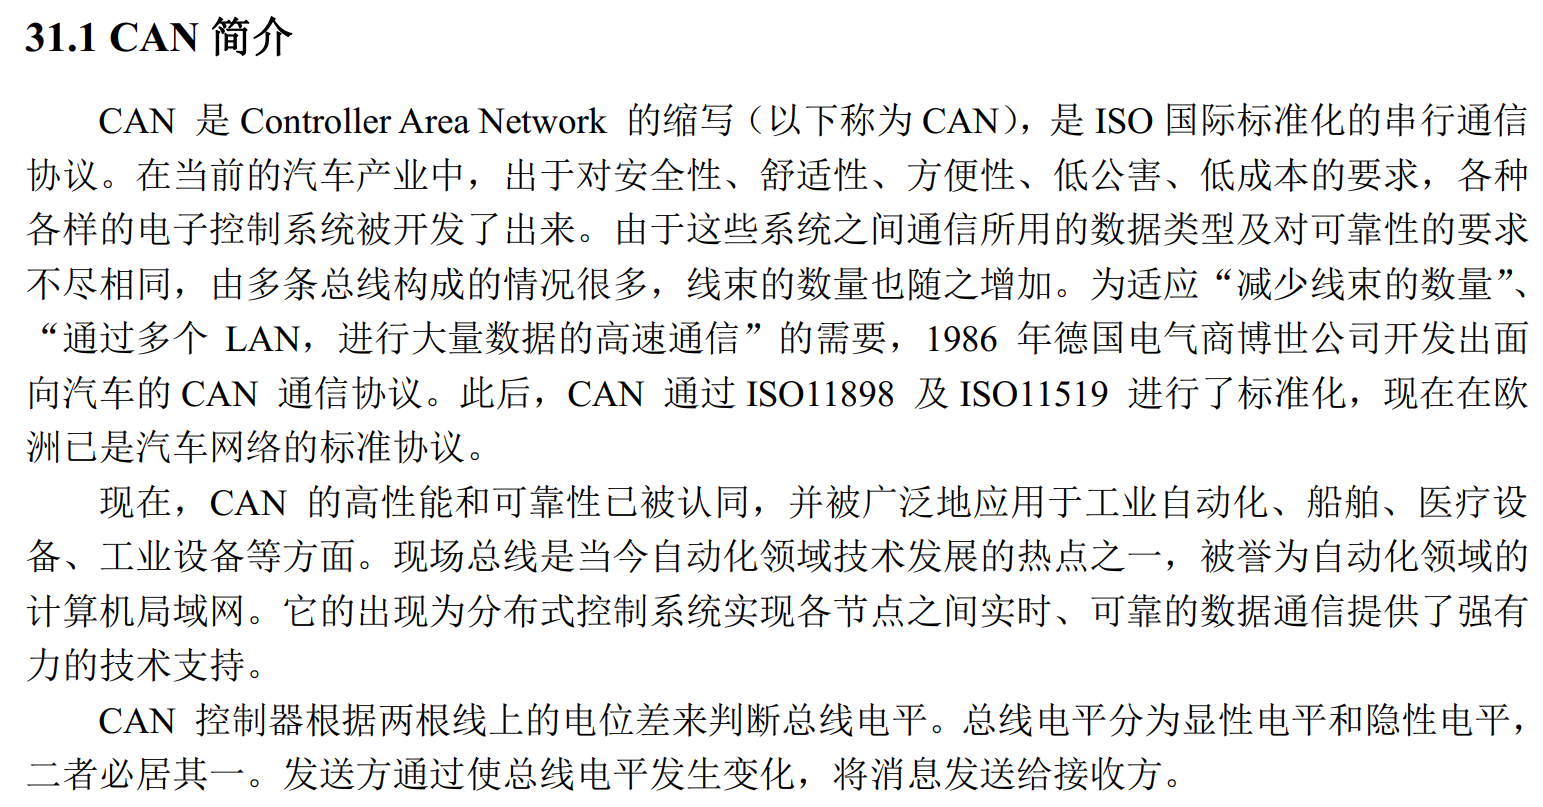 31.1 CAN 简介
CAN 是 Controller Area Network 的缩写（以下称为 CAN），是 ISO 国际标准化的串行通信
协议。在当前的汽车产业中，出于对安全性、舒适性、方便性、低公害、低成本的要求，各种
各样的电子控制系统被开发了出来。由于这些系统之间通信所用的数据类型及对可靠性的要求
不尽相同，由多条总线构成的情况很多，线束的数量也随之增加。为适应“减少线束的数量”、
“通过多个 LAN，进行大量数据的高速通信”的需要，1986 年德国电气商博世公司开发出面
向汽车的 CAN 通信协议。此后，CAN 通过 ISO11898 及 ISO11519 进行了标准化，现在在欧
洲已是汽车网络的标准协议。
现在，CAN 的高性能和可靠性已被认同，并被广泛地应用于工业自动化、船舶、医疗设
备、工业设备等方面。现场总线是当今自动化领域技术发展的热点之一，被誉为自动化领域的
计算机局域网。它的出现为分布式控制系统实现各节点之间实时、可靠的数据通信提供了强有
力的技术支持。
CAN 控制器根据两根线上的电位差来判断总线电平。总线电平分为显性电平和隐性电平，
二者必居其一。发送方通过使总线电平发生变化，将消息发送给接收方。